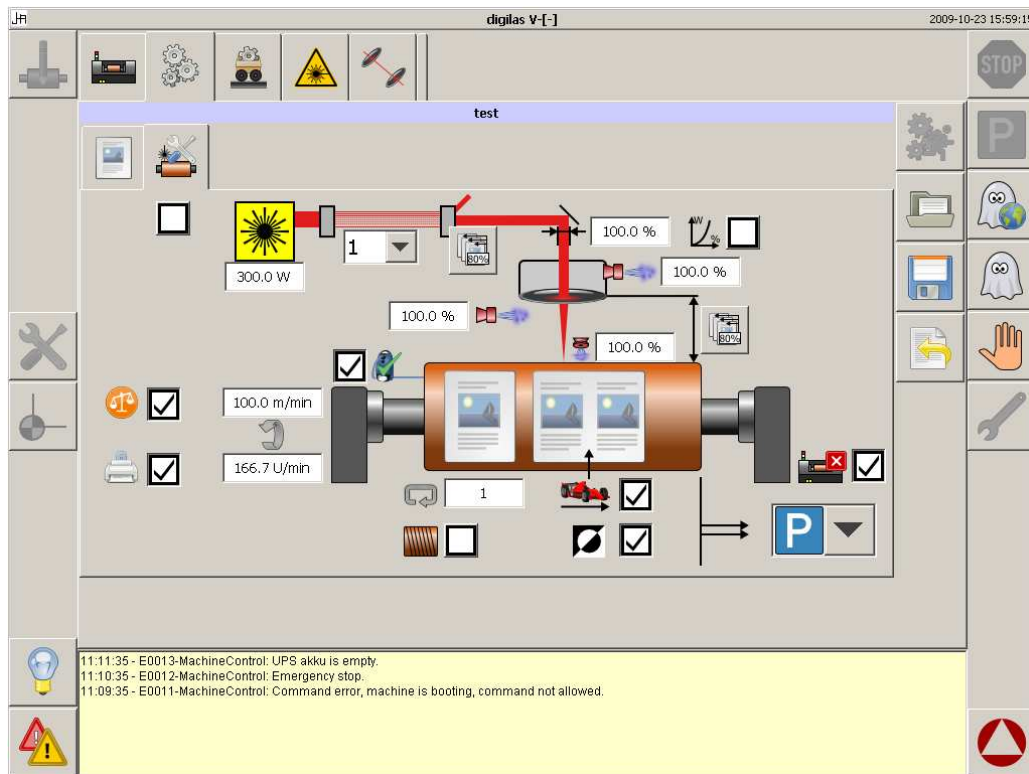 digilas V-[-]
2009-10-23 15:59:19
STOP
test
P
1
100.0 %
W
%
80%
300.0 W
100.0 %
100.0 %
80%
100.0 %
100.0 m/min
166.7 U/min
1
P
11:11:35 - E0013-MachineControl: UPS akku is empty.
11:10:35 - E0012-MachineControl: Emergency stop.
11:09:35 - E0011-MachineControl: Command error, machine is booting, command not allowed.